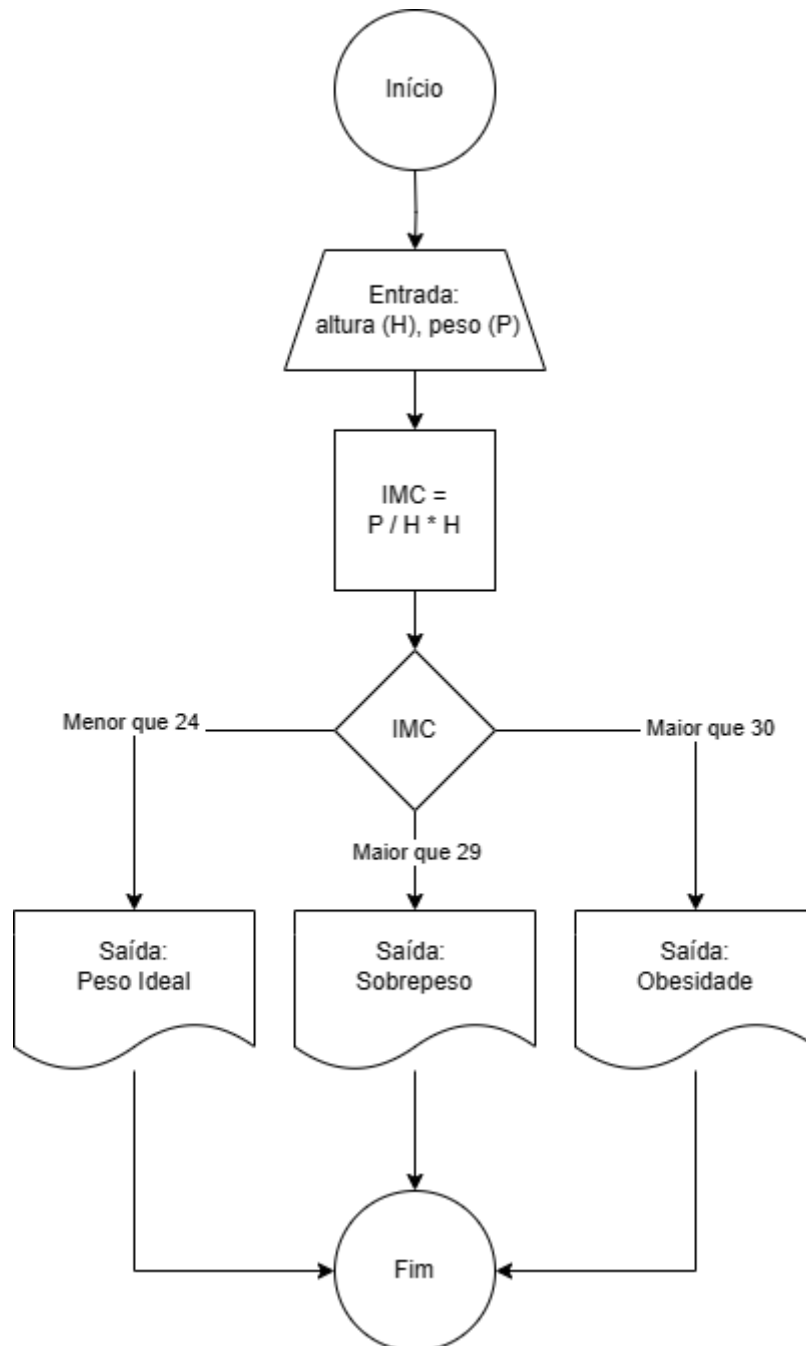 Início
Entrada:
altura (H), peso (P)
IMC =
P / H * H
IMC
Menor que 24
Maior que 30
Maior que 29
Saída:
Peso Ideal
Saída:
Sobrepeso
Saída:
Obesidade
Fim